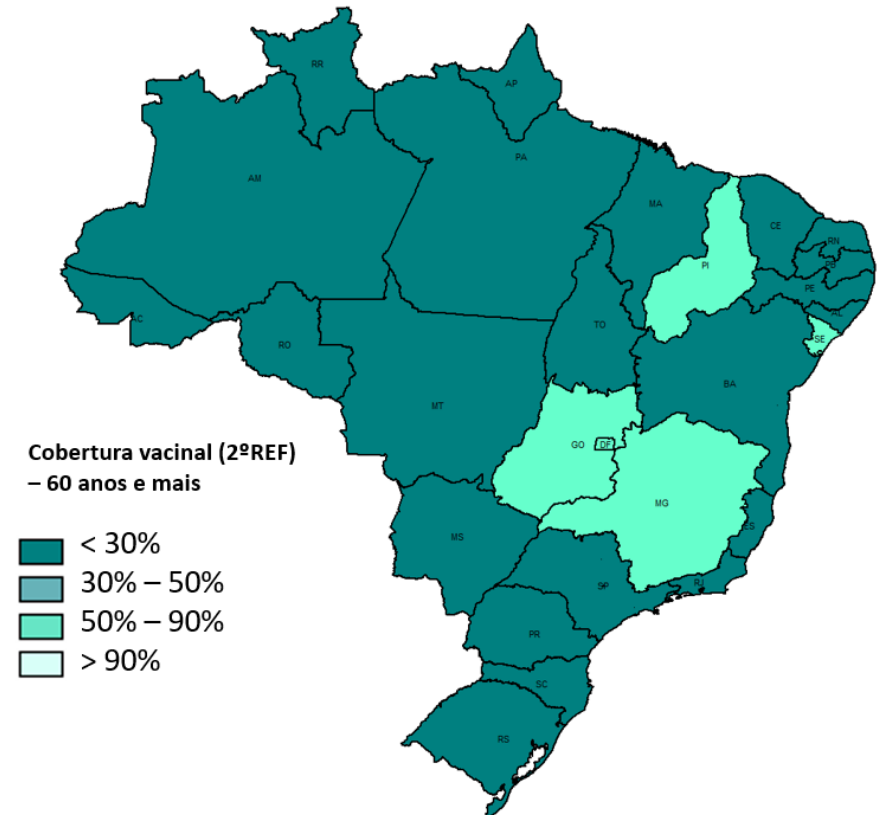 RR
AP
AM
PA
MA
CE
RN
PB
PI
PE
AC
AL
TO
SE
RO
BA
MT
GO
DF
MG
ES
MS
SP
RJ
PR
SC
RS
Cobertura vacinal (2ºREF)
– 60 anos e mais
< 30%
30% – 50%
50% – 90%
> 90%